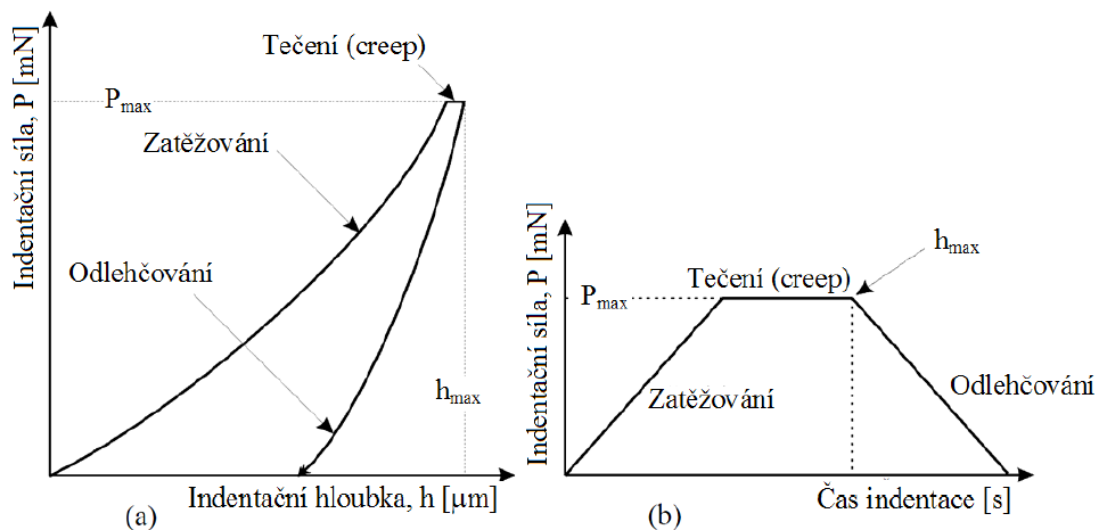 Indentační síla, P [mN]
Tečení (creep)
Pmax
Zatěžování
Odlehčování
hmax
Indentační hloubka, h [μm]
(a)
Indentační síla, P [mN]
Tečení (creep)
hmax
Pmax
Zatěžování
Odlehčování
Čas indentace [s]
(b)